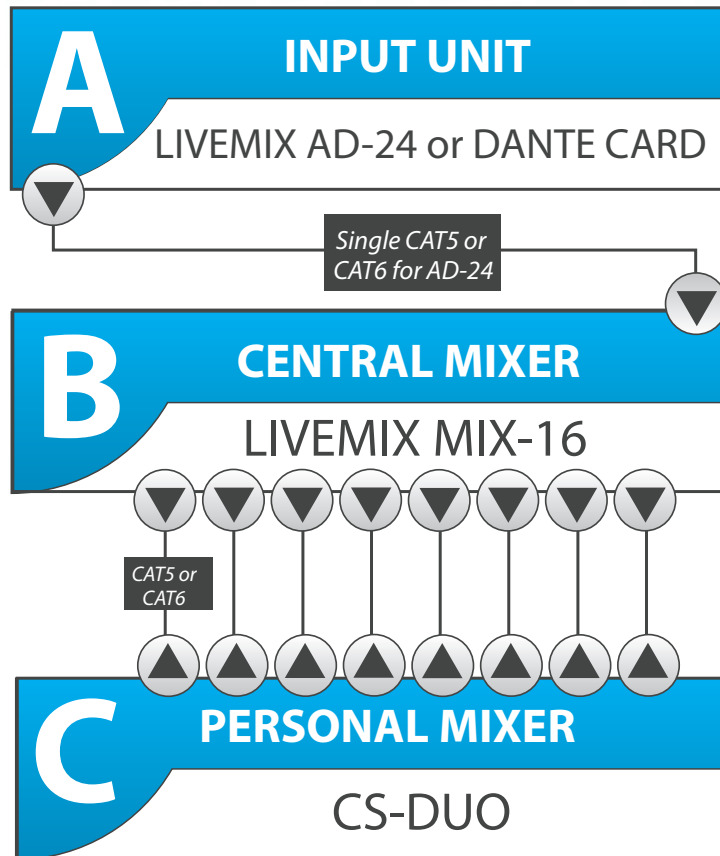 A
INPUT UNIT
LIVEMIX AD-24 or DANTE CARD
Single CAT5 or
CAT6 for AD-24
B
CENTRAL MIXER
LIVEMIX MIX-16
CAT5 or
CAT6
C
PERSONAL MIXER
CS-DUO